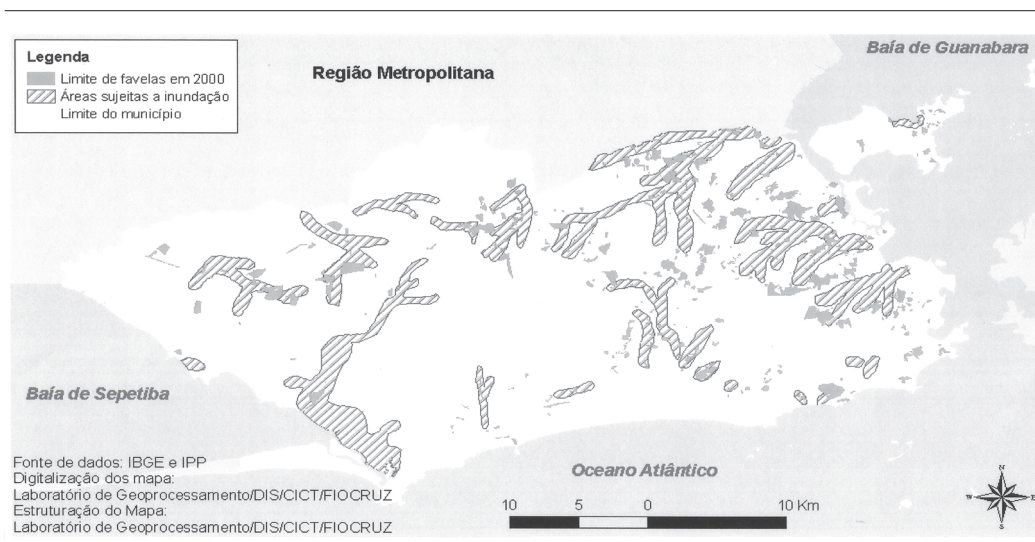 Legenda
Limite de favelas em 2000
Áreas sujeitas a inundação
Limite do município
Região Metropolitana
Baía de Guanabara
Baía de Sepetiba
Oceano Atlântico
Fonte de dados: IBGE e IPP
Digitalização dos mapa:
Laboratório de Geoprocessamento/DIS/CICT/FIOCRUZ
Estruturação do Mapa:
Laboratório de Geoprocessamento/DIS/CICT/FIOCRUZ
10 5 0 10 Km
N
W E
S